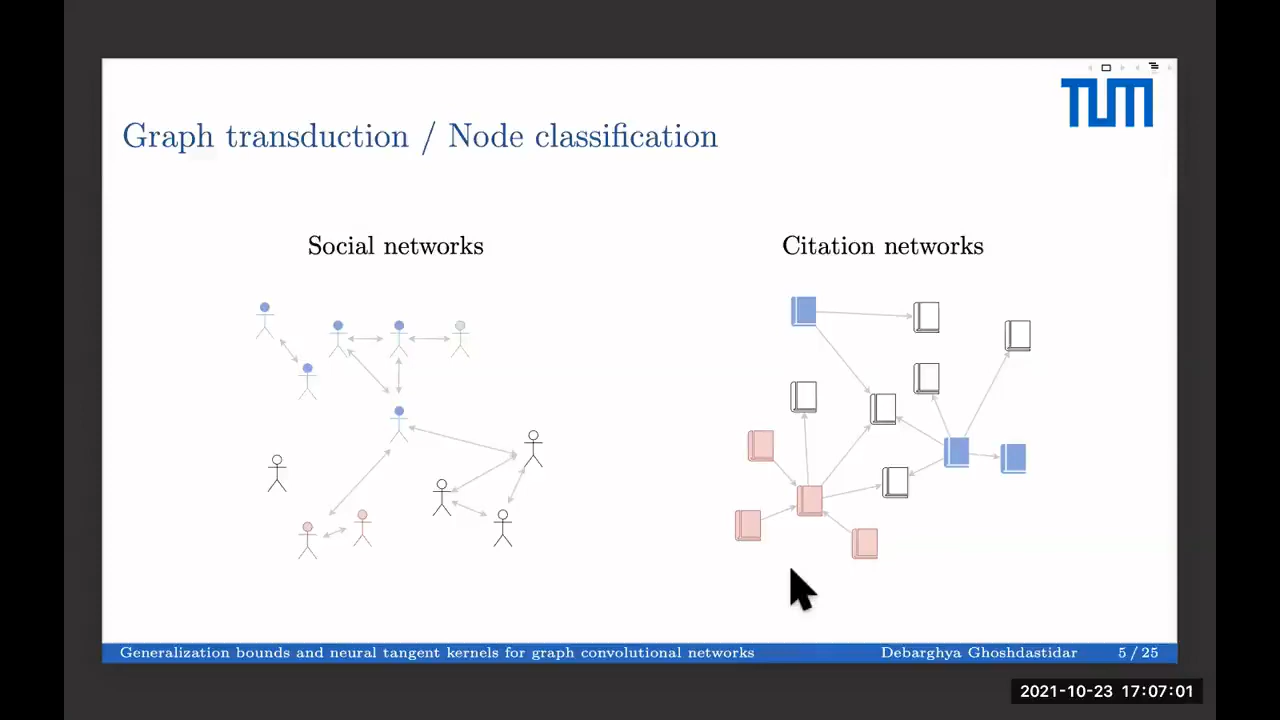 TUM
Graph transduction / Node classification
Social networks
Citation networks
Generalization bounds and neural tangent kernels for graph convolutional networks
Debarghya Ghoshdastidar
5 / 25
2021-10-23 17:07:01